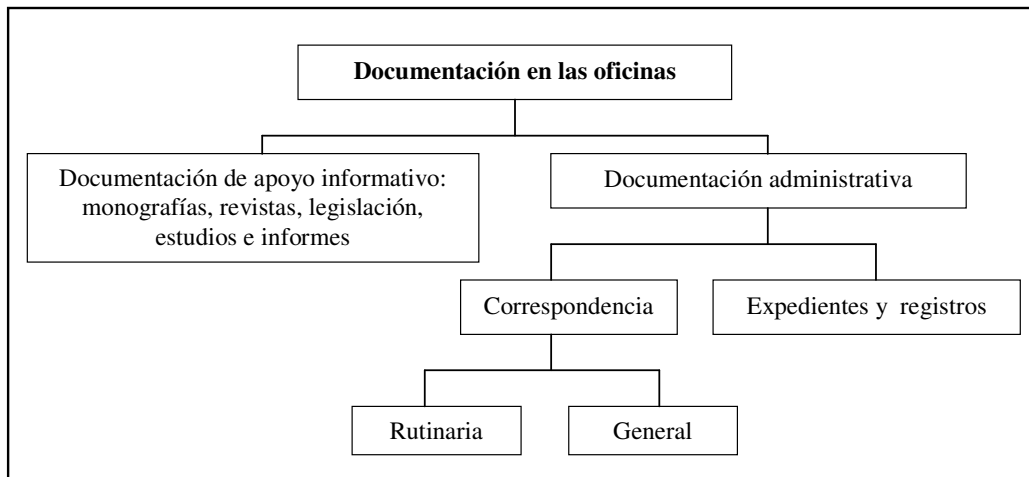 Documentación en las oficinas
Documentación de apoyo informativo:
monografías, revistas, legislación,
estudios e informes
Documentación administrativa
Correspondencia
Expedientes y registros
Rutinaria
General